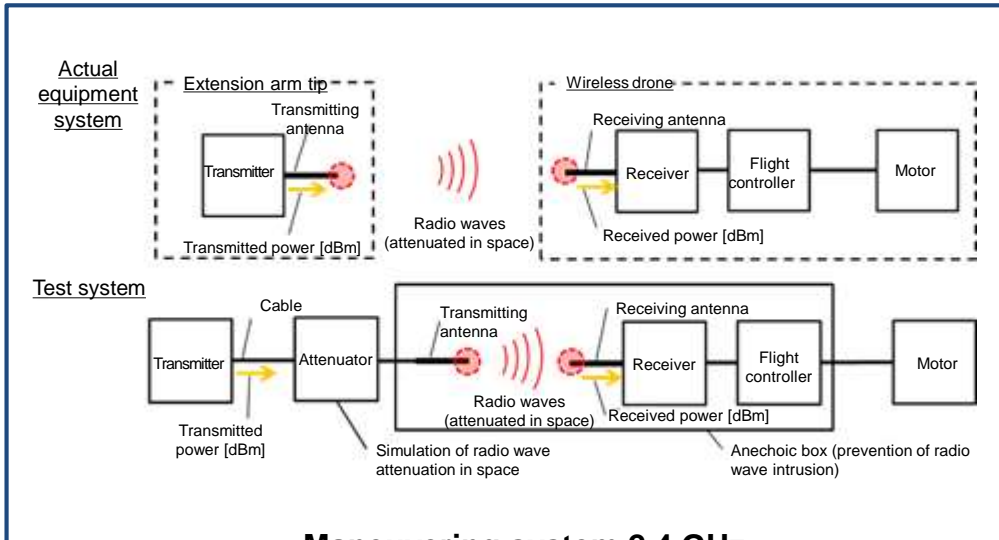 Actual
equipment
system
Extension arm tip
Transmitting
antenna
Transmitter
Transmitted power [dBm]
Radio waves
(attenuated in space)
Wireless drone
Receiving antenna
Receiver
Flight
controller
Motor
Received power [dBm]
Test system
Cable
Transmitter
Transmitted
power [dBm]
Attenuator
Simulation of radio wave
attenuation in space
Transmitting
antenna
Radio waves
(attenuated in space)
Receiving antenna
Receiver
Flight
controller
Motor
Received power [dBm]
Anechoic box (prevention of radio
wave intrusion)